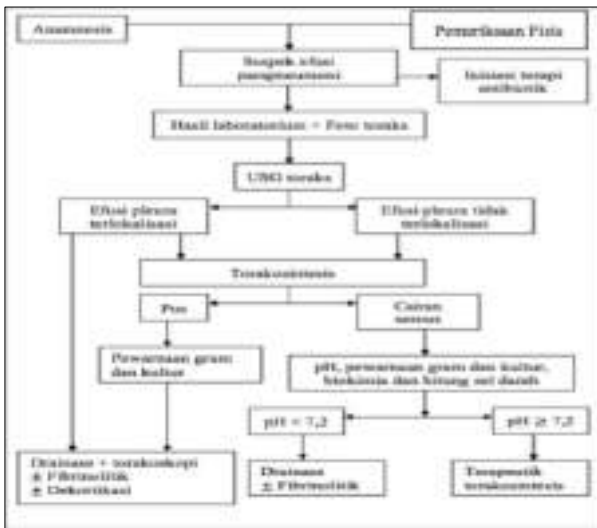 Anamnesis
Pemeriksaan Fisis
Suspek efusi
parapneumoni
Inisiasi terapi
antibiotik
Hasil laboratorium + Foto toraks
USG toraks
Efusi pleura
terlokalisasi
Efusi pleura tidak
terlokalisasi
Torakosintesis
Pus
Cairan
serous
Pewarnaan gram
dan kultur
pH, pewarnaan gram dan kultur,
biokimia dan hitung sel darah
pH < 7,2
pH ≥ 7,2
Drainase + torakoskopi
± Fibrinolitik
± Dekortikasi
Drainase
± Fibrinolitik
Terapeutik
torakosintesis